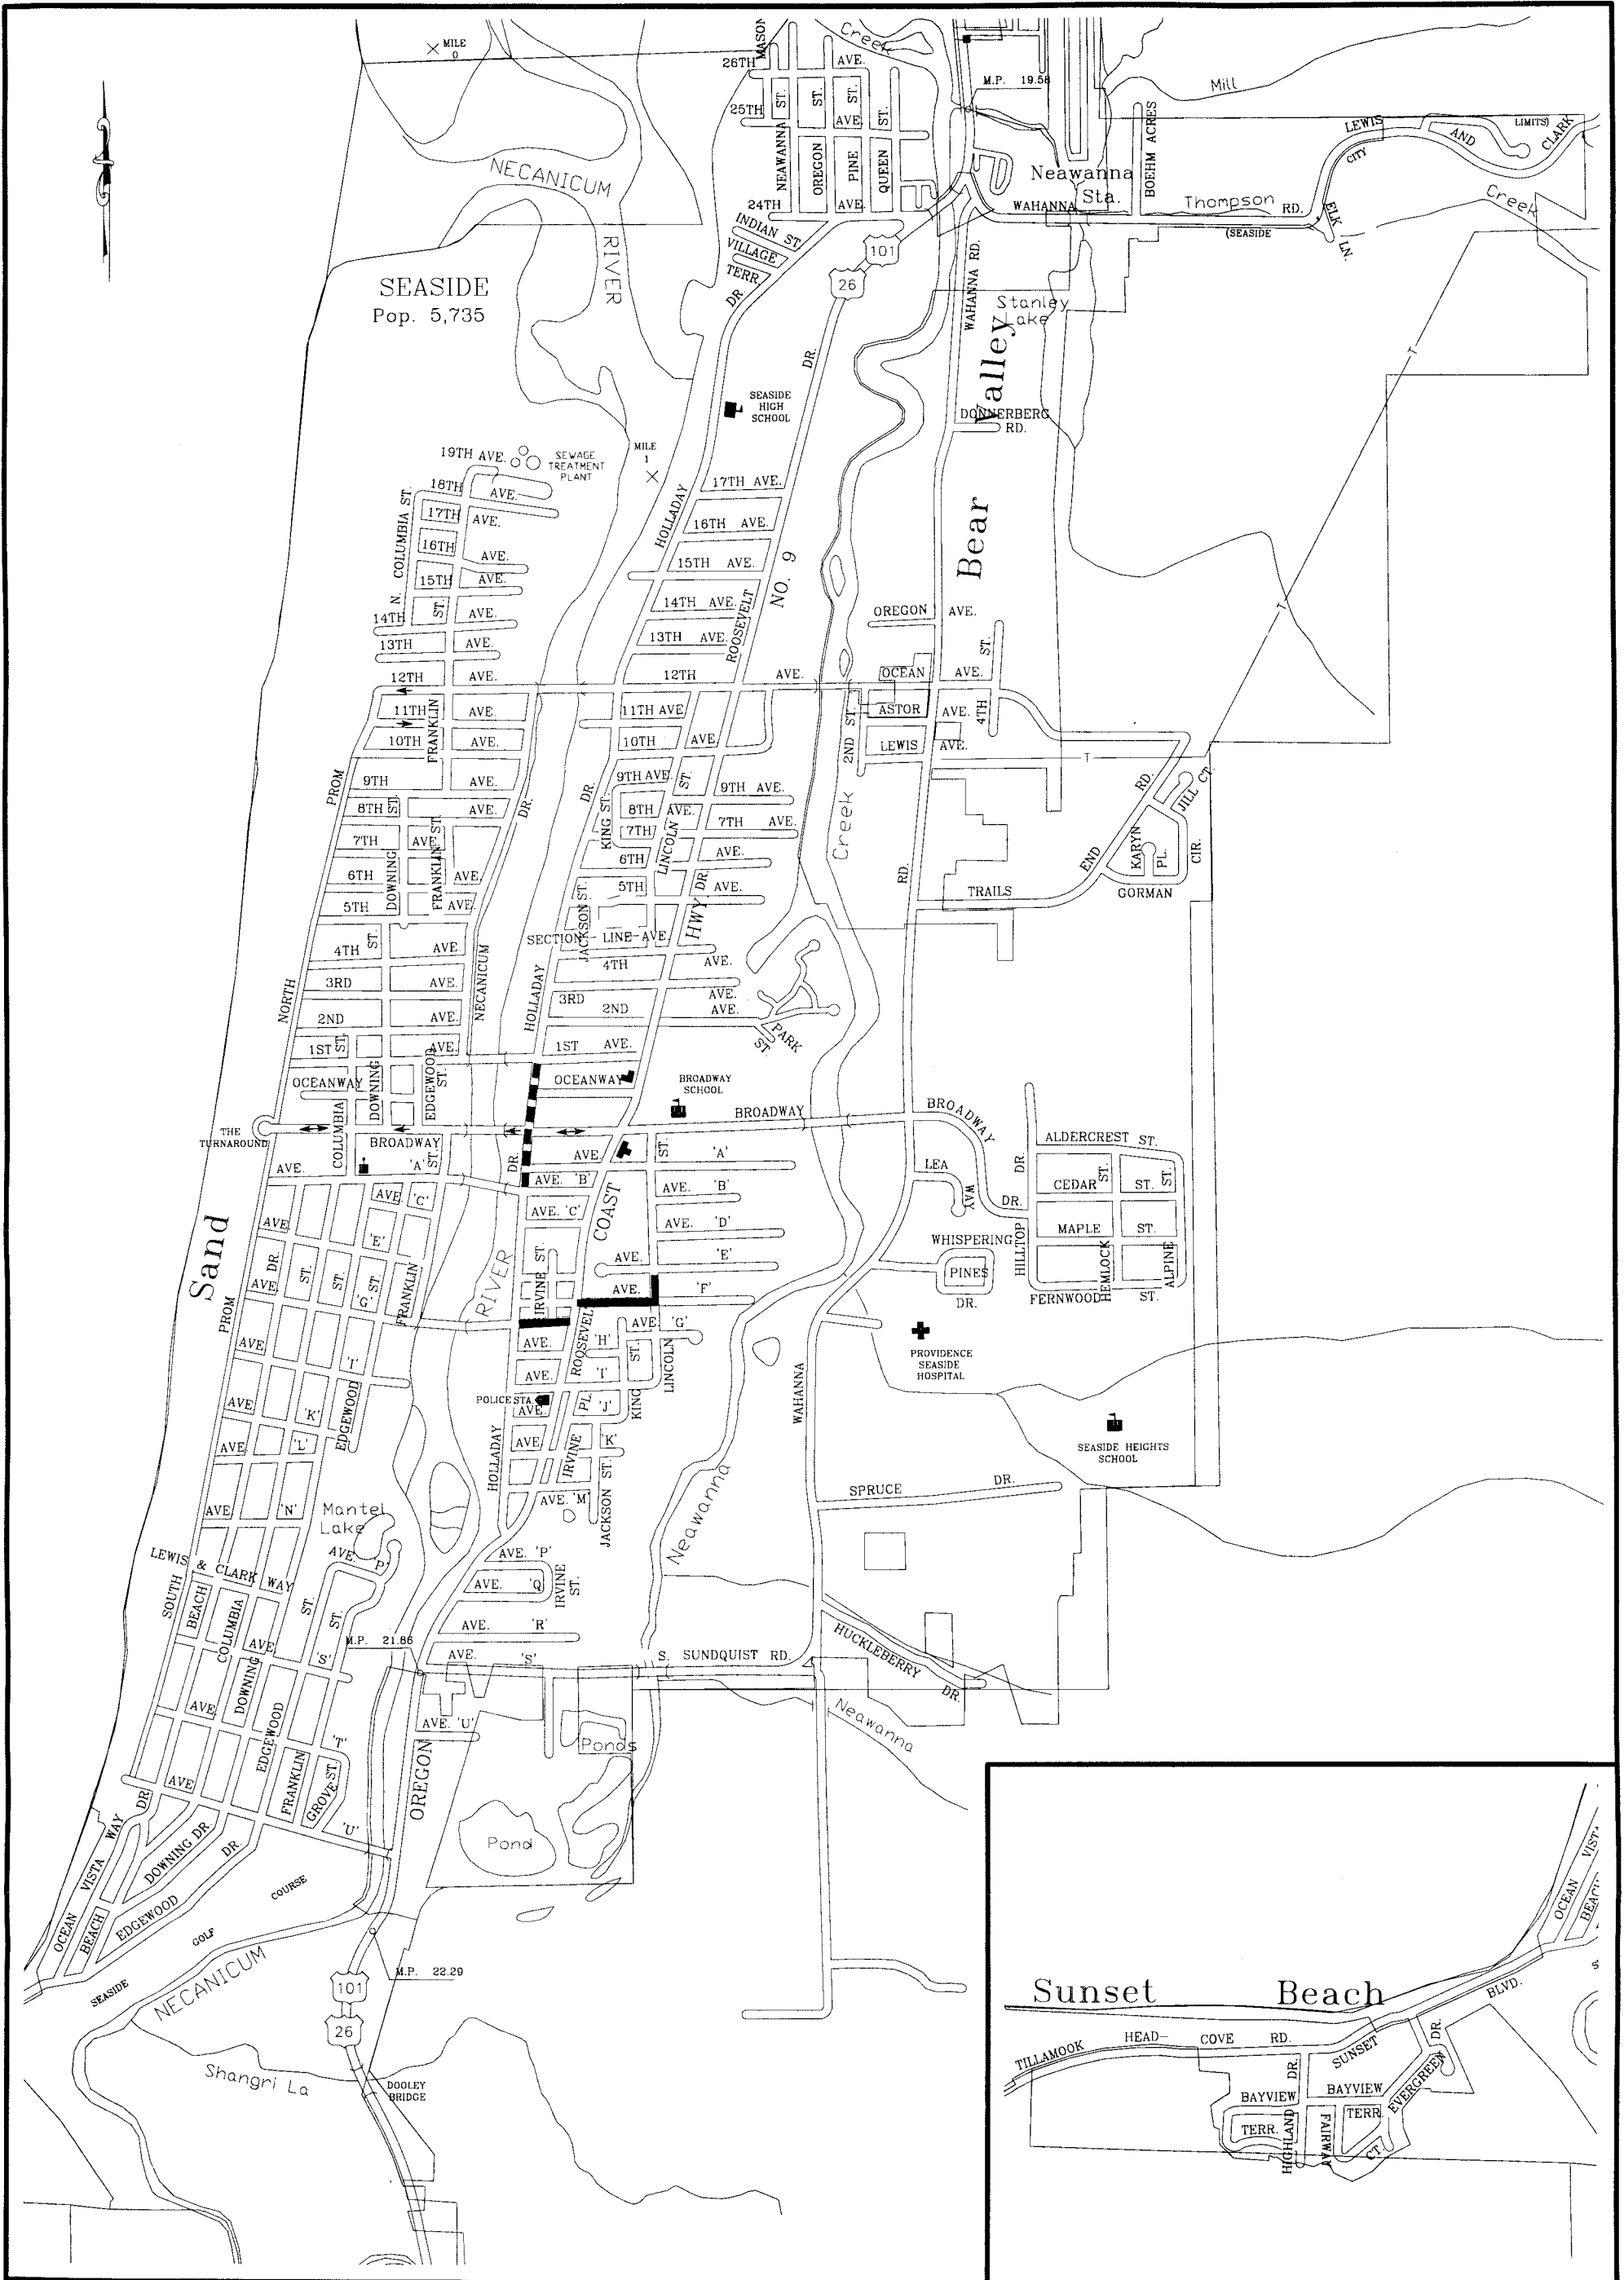 MILE
0
MASON
26TH AVE.
Creek
M.P. 19.58
Mill
25TH AVE.
NEAWANNA ST.
OREGON ST.
PINE ST.
QUEEN ST.
24TH AVE.
BOEHM ACRES
LEWIS AND CLARK
CITY LIMITS)
Neawanna
Sta.
WAHANNA RD.
Thompson
Creek
(SEASIDE
ELK LN.
NECANICUM
RIVER
INDIAN ST.
VILLAGE
TERR.
DR.
101
26
SEASIDE
Pop. 5,735
WAHANNA RD.
Stanley
Lake
Bear Valley
DR.
SEASIDE
HIGH
SCHOOL
DONNERBERG
RD.
T
19TH AVE.
SEWAGE
TREATMENT
PLANT
MILE
1
18TH AVE.
17TH AVE.
16TH AVE.
15TH AVE.
14TH AVE.
13TH AVE.
12TH AVE.
11TH AVE.
10TH AVE.
9TH AVE.
8TH AVE.
7TH AVE.
6TH AVE.
5TH AVE.
4TH AVE.
3RD AVE.
2ND AVE.
1ST AVE.
N. COLUMBIA ST.
ST.
FRANKLIN
FRANKLIN ST.
DOWNING ST.
NORTH PROM
NECANICUM DR.
HOLLADAY
17TH AVE.
16TH AVE.
15TH AVE.
14TH AVE.
13TH AVE.
12TH AVE.
11TH AVE
10TH AVE
9TH AVE.
9TH AVE.
8TH AVE.
7TH
7TH AVE.
6TH AVE.
5TH AVE.
SECTION-LINE-AVE.
4TH AVE.
3RD AVE.
2ND AVE.
1ST AVE.
ROOSEVELT
NO. 9
HWY DR.
KING ST.
LINCOLN ST.
JACKSON ST.
HOLLADAY DR.
OREGON AVE.
T
OCEAN AVE.
4TH ST.
ASTOR AVE.
2ND ST.
LEWIS AVE.
T
Creek
RD.
TRAILS END RD.
JILL CT.
KARYN PL.
GORMAN CIR.
PARK ST.
OCEANWAY
OCEANWAY
BROADWAY
SCHOOL
COLUMBIA ST.
DOWNING
EDGEWOOD ST.
THE
TURNAROUND
BROADWAY
BROADWAY
BROADWAY DR.
AVE. 'A' ST.
AVE. 'A'
AVE. 'B'
AVE. 'B'
AVE. 'C'
AVE. 'C'
AVE. 'D'
AVE. 'E'
AVE. 'E'
AVE. 'F'
AVE. 'G'
AVE 'G'
AVE. 'H'
AVE 'I'
AVE. 'I'
AVE. 'J'
AVE 'K'
AVE 'K'
AVE 'L'
AVE. 'M'
AVE 'N'
ALDERCREST ST.
LEA WAY
CEDAR ST.
MAPLE ST.
FERNWOOD ST.
HILLTOP DR.
HEMLOCK ST.
ALPINE ST.
WHISPERING
PINES
DR.
Sand
PROM
DR.
ST.
ST.
ST.
FRANKLIN
EDGEWOOD
RIVER
DR.
COAST
ROOSEVELT
IRVINE ST.
ST.
KING ST.
LINCOLN
PL.
IRVINE
JACKSON ST.
HOLLADAY
POLICE STA.
PROVIDENCE
SEASIDE
HOSPITAL
WAHANNA
SEASIDE HEIGHTS
SCHOOL
SPRUCE DR.
Mantel
Lake
AVE. 'P'
AVE. 'P'
AVE. 'Q'
IRVINE ST.
Neawanna
LEWIS & CLARK WAY
SOUTH
BEACH
COLUMBIA
DOWNING
EDGEWOOD
ST.
ST.
M.P. 21.86
AVE. 'R'
AVE. 'S'
AVE. 'S'
S. SUNDQUIST RD.
HUCKLEBERRY DR.
AVE 'T'
AVE. 'U'
AVE 'U'
Neawanna
Ponds
Pond
OREGON
FRANKLIN
GROVE ST.
DR.
OCEAN VISTA WAY
BEACH
DOWNING DR.
EDGEWOOD DR.
SEASIDE GOLF COURSE
NECANICUM
M.P. 22.29
101
26
Shangri La
DOOLEY
BRIDGE
Sunset Beach
TILLAMOOK HEAD- COVE RD.
SUNSET BLVD.
OCEAN VISTA
DR.
DR.
BAYVIEW
TERR.
BAYVIEW
TERR.
HIGHLAND
FAIRWAY
EVERGREEN
CT.